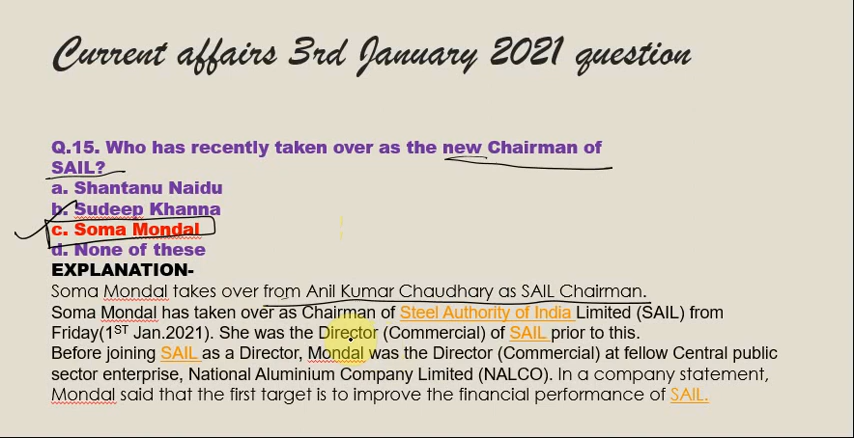 Current affairs 3rd January 2021 question
Q.15. Who has recently taken over as the new Chairman of
SAIL?
a. Shantanu Naidu
b. Sudeep Khanna
c. Soma Mondal
d. None of these
EXPLANATION-
Soma Mondal takes over from Anil Kumar Chaudhary as SAIL Chairman.
Soma Mondal has taken over as Chairman of Steel Authority of India Limited (SAIL) from
Friday(1ST Jan.2021). She was the Director (Commercial) of SAIL prior to this.
Before joining SAIL as a Director, Mondal was the Director (Commercial) at fellow Central public
sector enterprise, National Aluminium Company Limited (NALCO). In a company statement,
Mondal said that the first target is to improve the financial performance of SAIL.